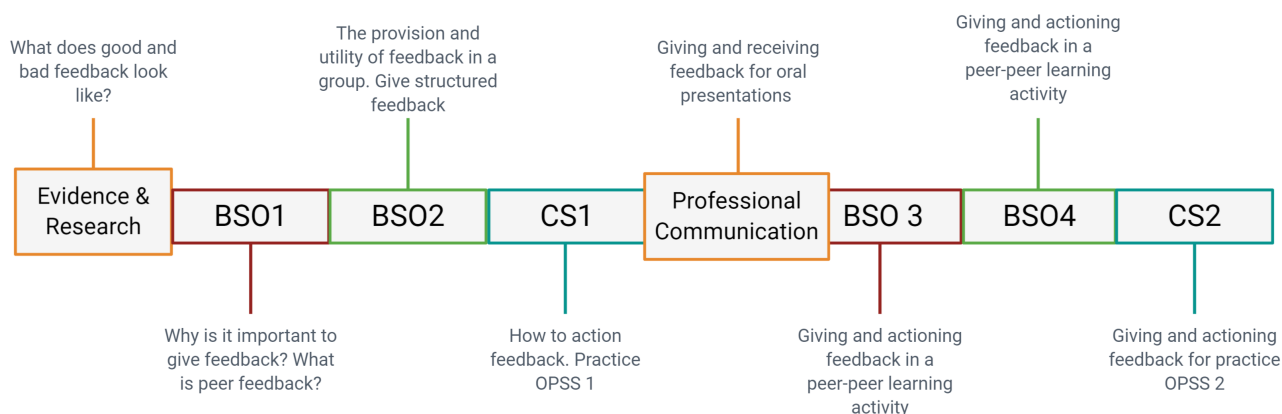 What does good and
bad feedback look
like?
The provision and
utility of feedback in a
group. Give structured
feedback
Giving and receiving
feedback for oral
presentations
Giving and actioning
feedback in a
peer-peer learning
activity
Evidence &
Research
BSO1
BSO2
CS1
Professional
Communication
BSO 3
BSO4
CS2
Why is it important to
give feedback? What
is peer feedback?
How to action
feedback. Practice
OPSS 1
Giving and actioning
feedback in a
peer-peer learning
activity
Giving and actioning
feedback for practice
OPSS 2